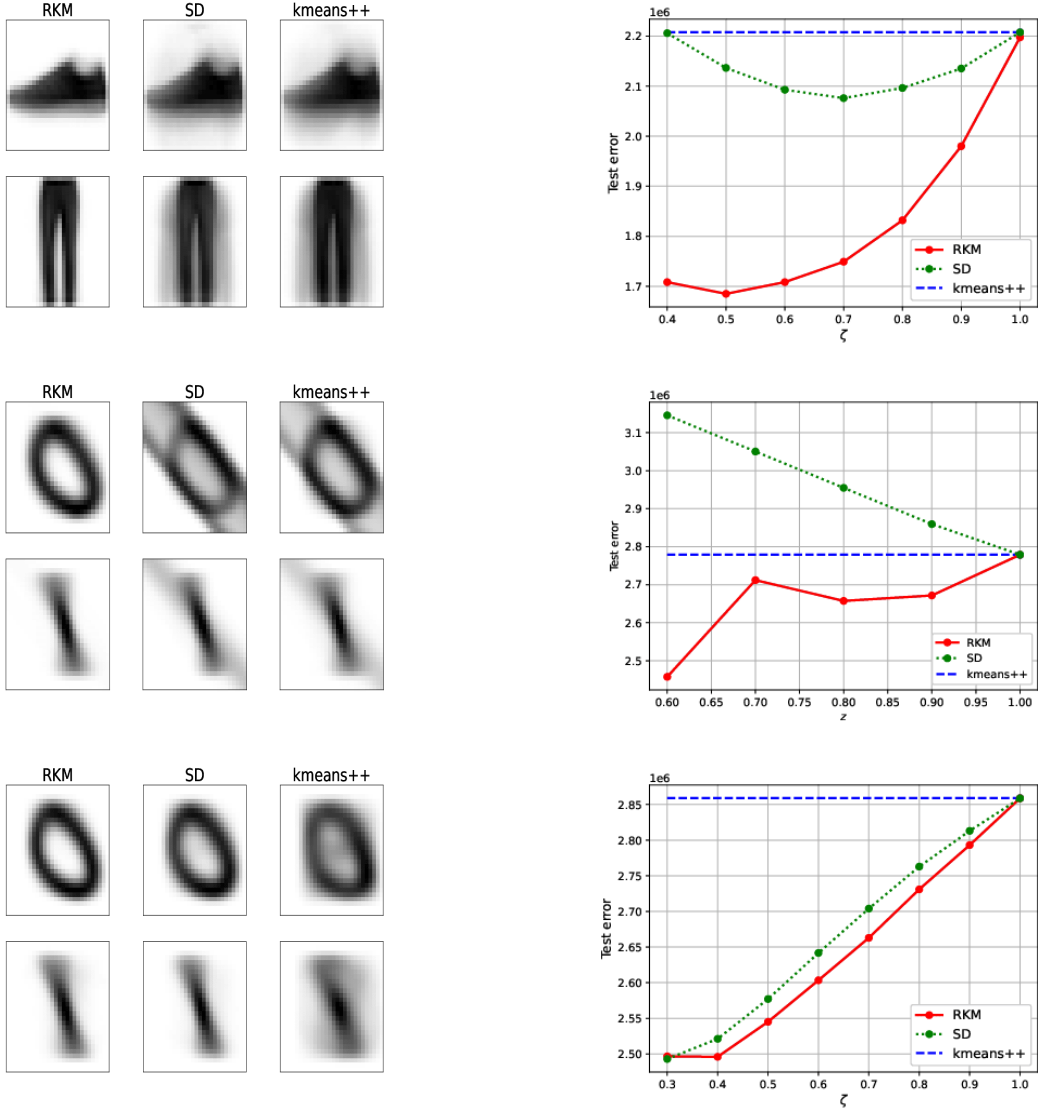 RKM SD kmeans++
1e6
2.2
2.1
2.0
1.9
1.8
1.7
Test error
0.4 0.5 0.6 0.7 0.8 0.9 1.0
ζ
RKM
SD
kmeans++
RKM SD kmeans++
1e6
3.1
3.0
2.9
2.8
2.7
2.6
2.5
Test error
0.60 0.65 0.70 0.75 0.80 0.85 0.90 0.95 1.00
z
RKM
SD
kmeans++
RKM SD kmeans++
1e6
2.85
2.80
2.75
2.70
2.65
2.60
2.55
2.50
Test error
0.3 0.4 0.5 0.6 0.7 0.8 0.9 1.0
ζ
RKM
SD
kmeans++